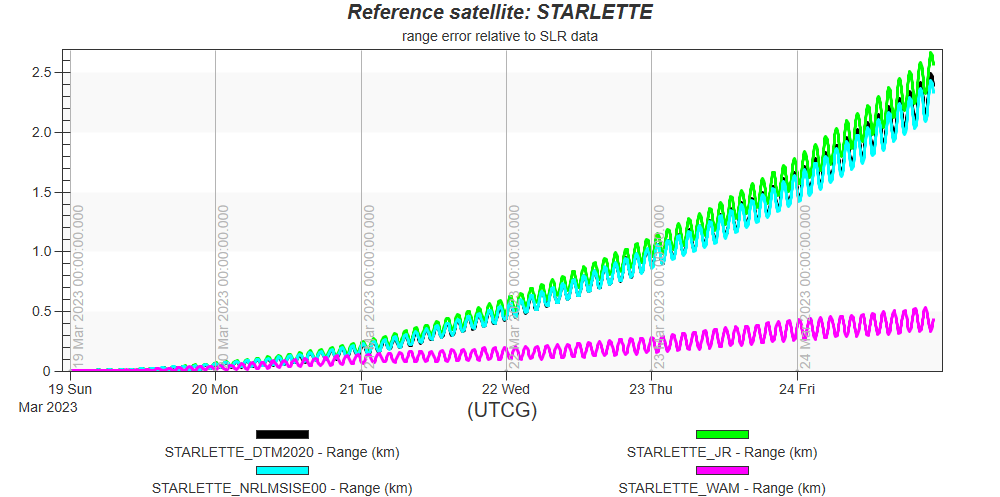 Reference satellite: STARLETTE
range error relative to SLR data
2.5
2.0
1.5
1.0
0.5
0
19 Mar 2023 00:00:00.000
20 Mar 2023 00:00:00.000
21 Mar 2023 00:00:00.000
22 Mar 2023 00:00:00.000
23 Mar 2023 00:00:00.000
24 Mar 2023 00:00:00.000
19 Sun
20 Mon
21 Tue
22 Wed
23 Thu
24 Fri
Mar 2023
(UTCG)
STARLETTE_DTM2020 - Range (km)
STARLETTE_JR - Range (km)
STARLETTE_NRLMSISE00 - Range (km)
STARLETTE_WAM - Range (km)